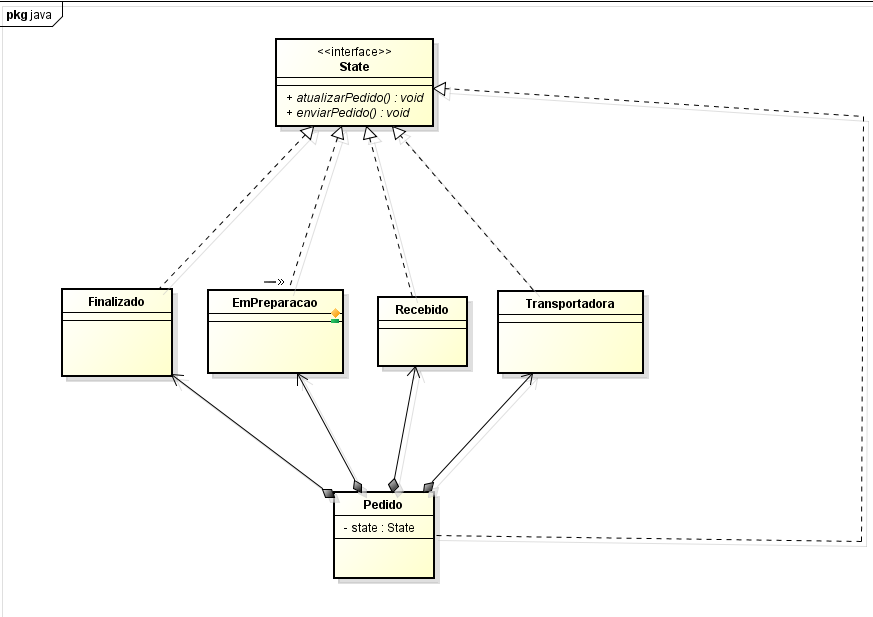 pkg java
<<interface>>
State
+ atualizarPedido() : void
+ enviarPedido() : void
Finalizado
EmPreparacao
Recebido
Transportadora
Pedido
- state : State